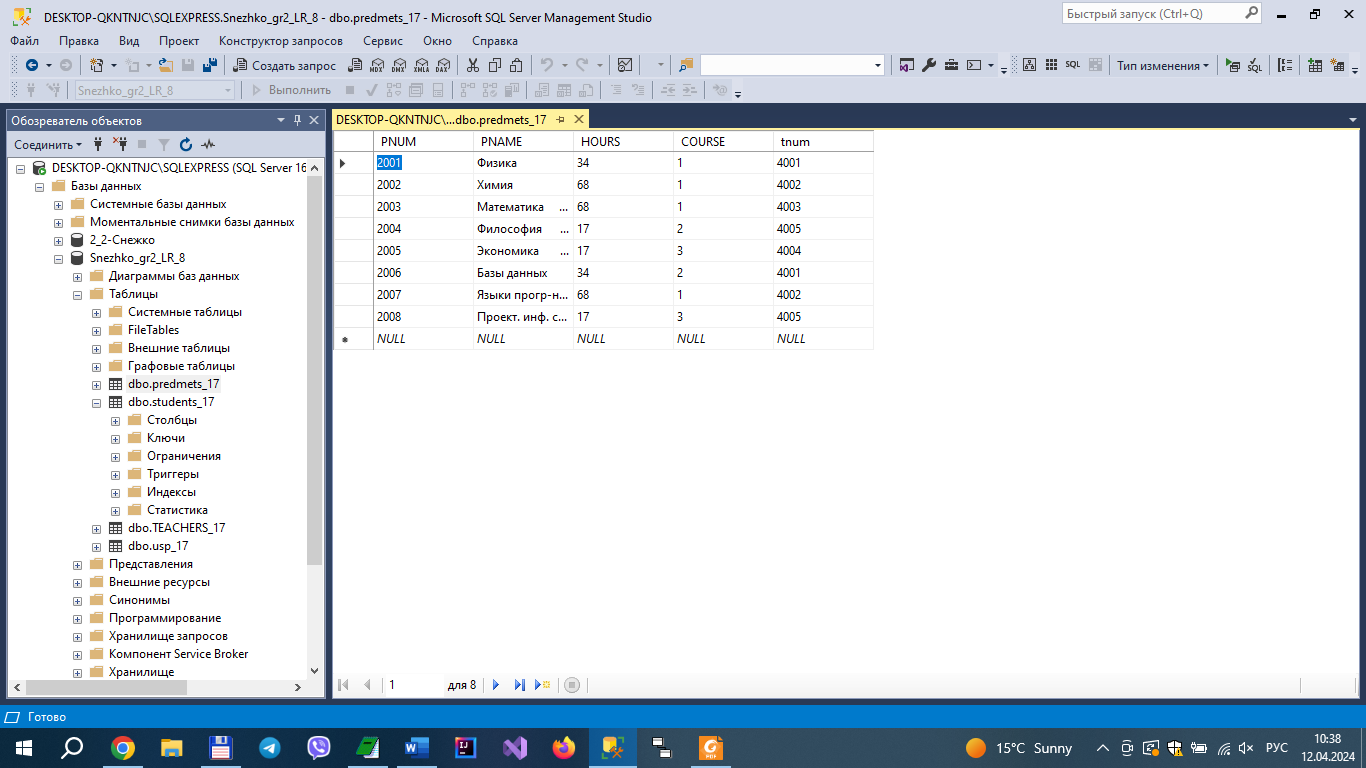 DESKTOP-QKNTNJC\SQLEXPRESS.Snezhko_gr2_LR_8 - dbo.predmets_17 - Microsoft SQL Server Management Studio
Быстрый запуск (Ctrl+Q)
Файл Правка Вид Проект Конструктор запросов Сервис Окно Справка
Создать запрос MDX DMX XMLA DAX SQL Тип изменения SQL
Snezhko_gr2_LR_8 Выполнить
Обозреватель объектов
Соединить
DESKTOP-QKNTNJC\SQLEXPRESS (SQL Server 16
Базы данных
Системные базы данных
Моментальные снимки базы данных
2_2-Снежко
Snezhko_gr2_LR_8
Диаграммы баз данных
Таблицы
Системные таблицы
FileTables
Внешние таблицы
Графовые таблицы
dbo.predmets_17
dbo.students_17
Столбцы
Ключи
Ограничения
Триггеры
Индексы
Статистика
dbo.TEACHERS_17
dbo.usp_17
Представления
Внешние ресурсы
Синонимы
Программирование
Хранилище запросов
Компонент Service Broker
Хранилище
DESKTOP-QKNTNJC\...dbo.predmets_17
PNUM PNAME HOURS COURSE tnum
2001 Физика 34 1 4001
2002 Химия 68 1 4002
2003 Математика ... 68 1 4003
2004 Философия ... 17 2 4005
2005 Экономика ... 17 3 4004
2006 Базы данных 34 2 4001
2007 Языки прогр-н... 68 1 4002
2008 Проект. инф. с... 17 3 4005
NULL NULL NULL NULL NULL
1 для 8
Готово
15°C Sunny
РУС
10:38
12.04.2024